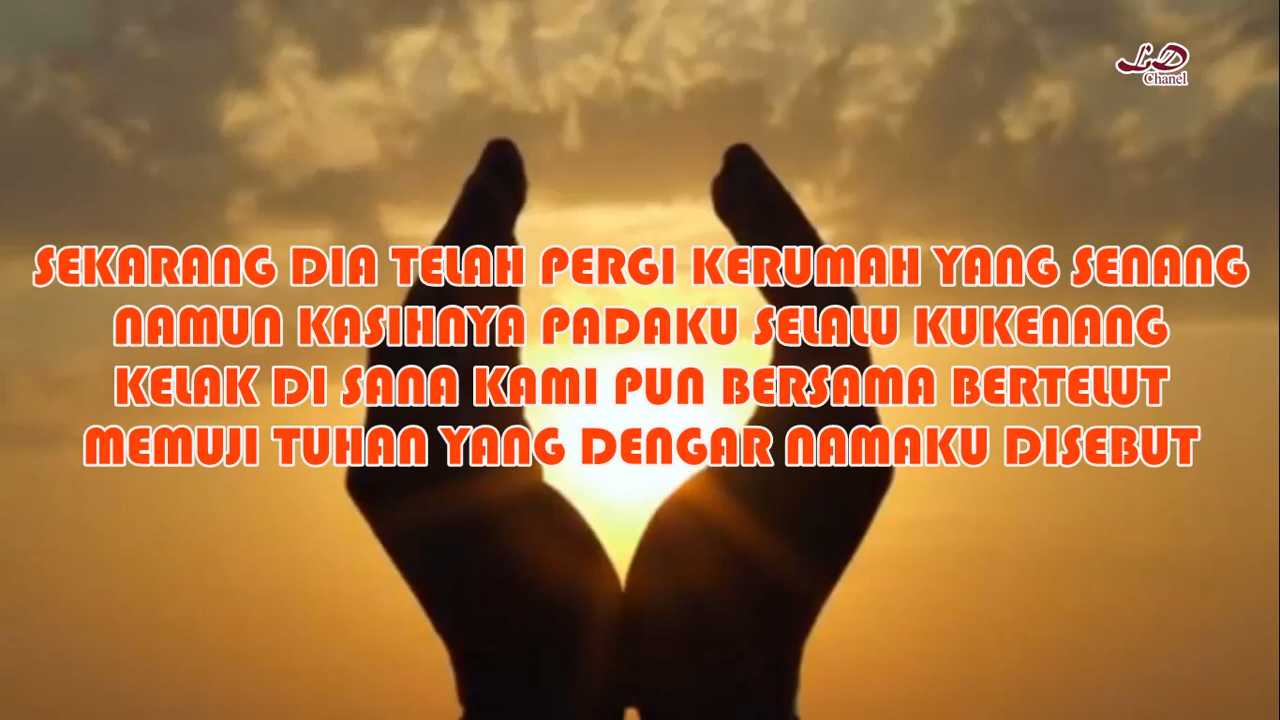 LD
Chanel
SEKARANG DIA TELAH PERGI KERUMAH YANG SENANG
NAMUN KASIHNYA PADAKU SELALU KUKENANG
KELAK DI SANA KAMI PUN BERSAMA BERTELUT
MEMUJI TUHAN YANG DENGAR NAMAKU DISEBUT